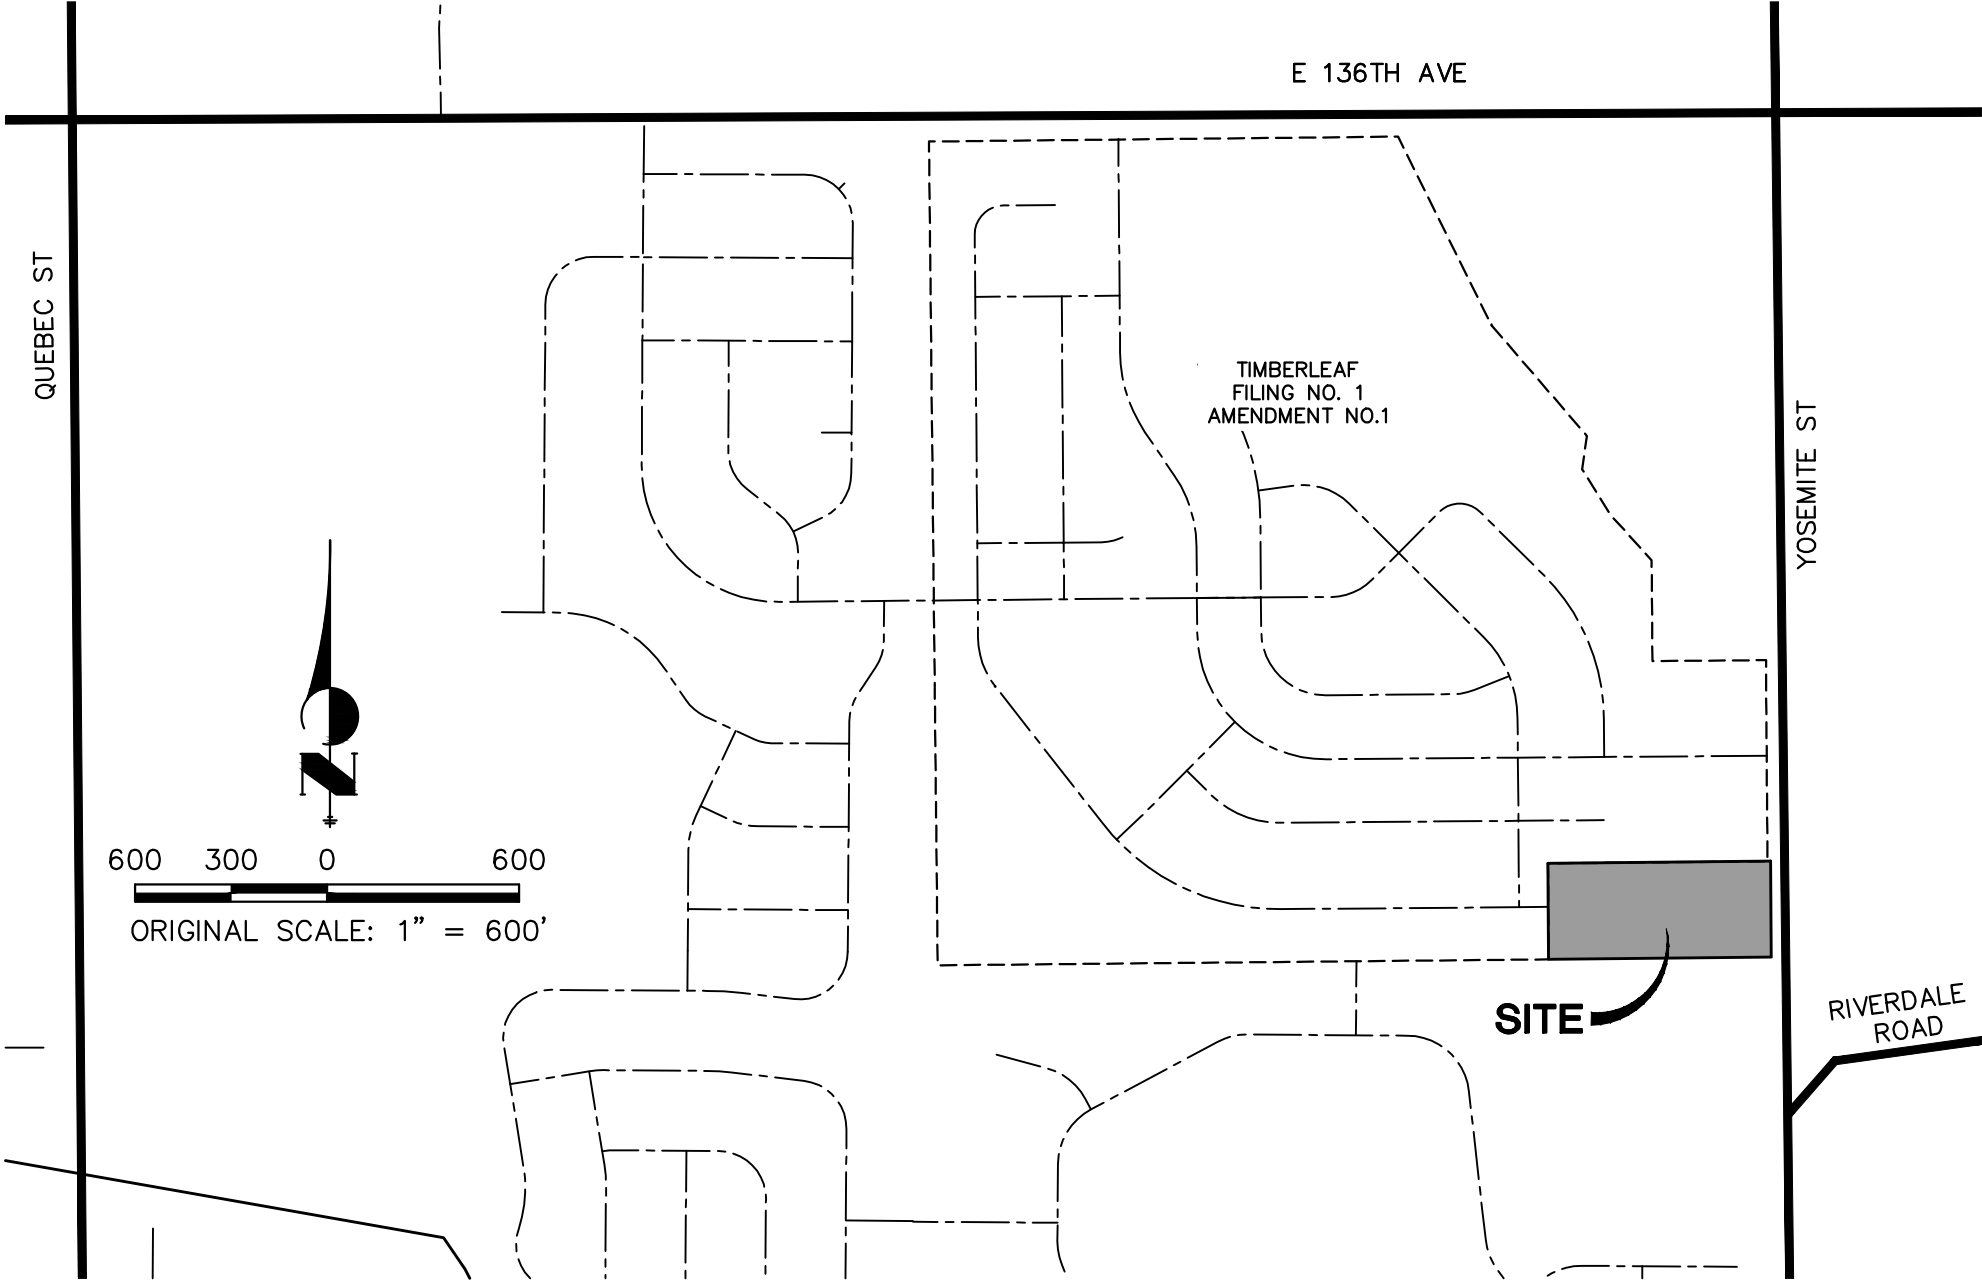 E 136TH AVE
QUEBEC ST
TIMBERLEAF
FILING NO. 1
AMENDMENT NO.1
YOSEMITE ST
N
600 300 0 600
ORIGINAL SCALE: 1” = 600’
SITE
RIVERDALE
ROAD